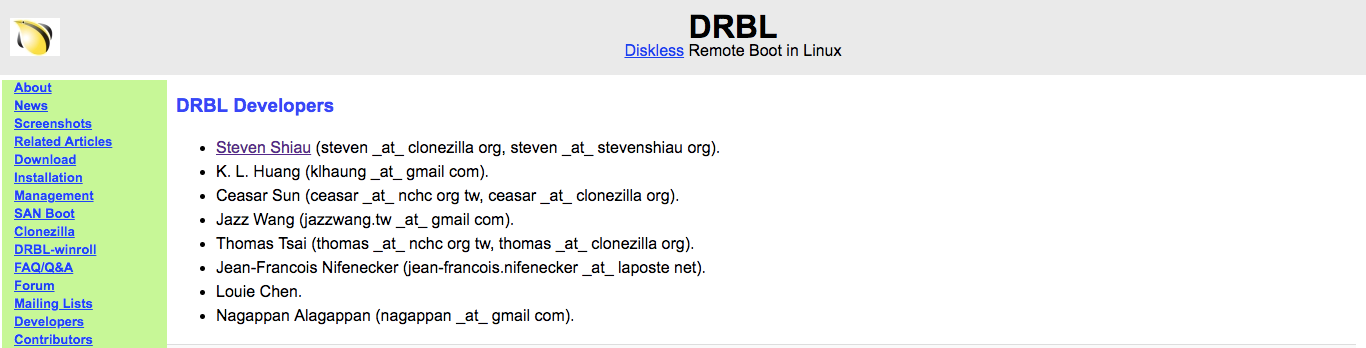 DRBL
Diskless Remote Boot in Linux
About
News
Screenshots
Related Articles
Download
Installation
Management
SAN Boot
Clonezilla
DRBL-winroll
FAQ/Q&A
Forum
Mailing Lists
Developers
Contributors
DRBL Developers
• Steven Shiau (steven _at_ clonezilla org, steven _at_ stevenshiau org).
• K. L. Huang (klhaung _at_ gmail com).
• Ceasar Sun (ceasar _at_ nchc org tw, ceasar _at_ clonezilla org).
• Jazz Wang (jazzwang.tw _at_ gmail com).
• Thomas Tsai (thomas _at_ nchc org tw, thomas _at_ clonezilla org).
• Jean-Francois Nifenecker (jean-francois.nifenecker _at_ laposte net).
• Louie Chen.
• Nagappan Alagappan (nagappan _at_ gmail com).